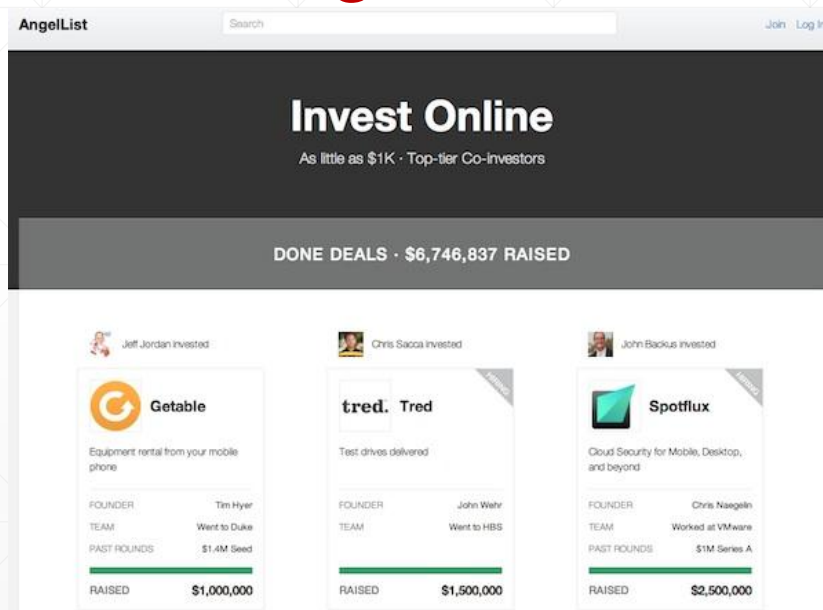 AngelList Search Join Log In
Invest Online
As little as $1K · Top-tier Co-investors
DONE DEALS · $6,746,837 RAISED
Jeff Jordan invested
Getable
Equipment rental from your mobile
phone
FOUNDER Tim Hyer
TEAM Went to Duke
PAST ROUNDS $1.4M Seed
RAISED $1,000,000
Chris Sacca invested
HIRING
tred. Tred
Test drives delivered
FOUNDER John Wehr
TEAM Went to HBS
RAISED $1,500,000
John Backus invested
HIRING
Spotflux
Cloud Security for Mobile, Desktop,
and beyond
FOUNDER Chris Naegelin
TEAM Worked at VMware
PAST ROUNDS $1M Series A
RAISED $2,500,000